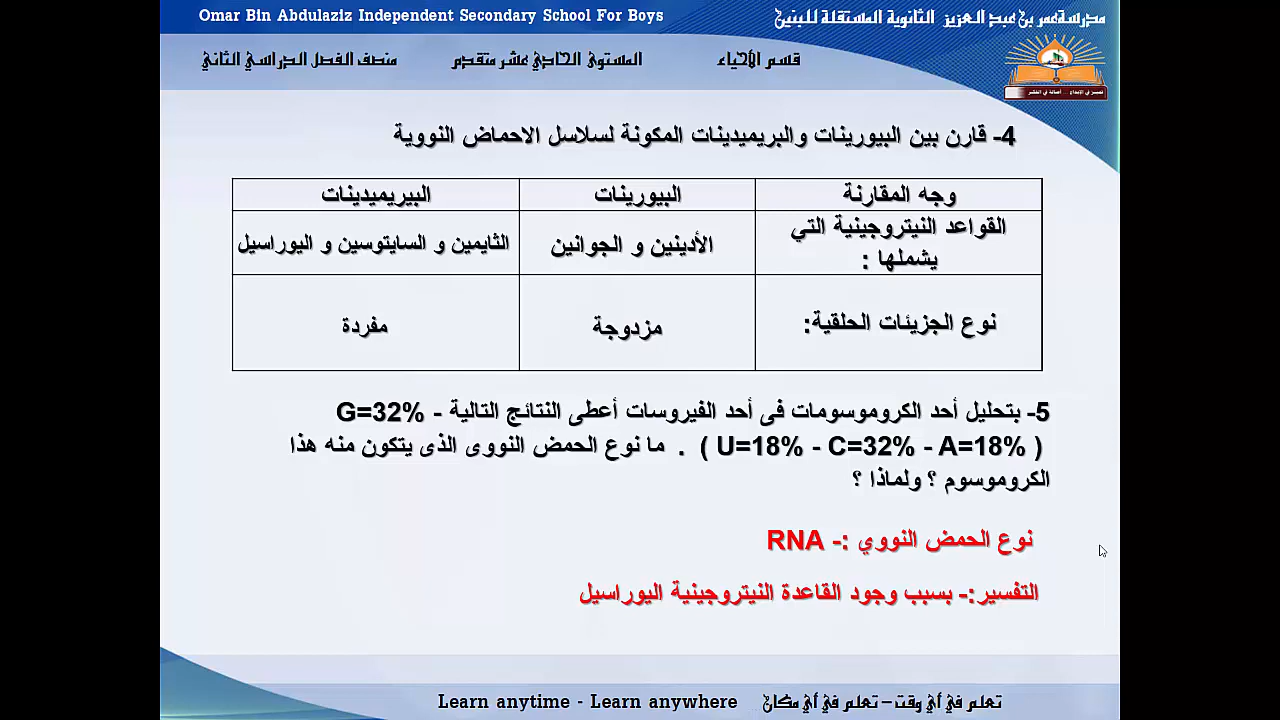 Omar Bin Abdulaziz Independent Secondary School For Boys
مدرسة عمر بن عبد العزيز الثانوية المستقلة للبنين
قسم الأحياء
المستوى الحادي عشر متقدم
منصف الفصل الدراسي الثاني
4- قارن بين البيورينات والبريميدينات المكونة لسلاسل الاحماض النووية
وجه المقارنة
البيورينات
البيريميدينات
القواعد النيتروجينية التي
يشملها :
الأدينين و الجوانين
الثايمين و السايتوسين و اليوراسيل
نوع الجزيئات الحلقية:
مزدوجة
مفردة
5- بتحليل أحد الكروموسومات فى أحد الفيروسات أعطى النتائج التالية - G=32%
( U=18% - C=32% - A=18% ) . ما نوع الحمض النووى الذى يتكون منه هذا
الكروموسوم ؟ ولماذا ؟
نوع الحمض النووي :- RNA
التفسير:- بسبب وجود القاعدة النيتروجينية اليوراسيل
Learn anytime - Learn anywhere
تعلم في أي وقت – تعلم في أي مكان